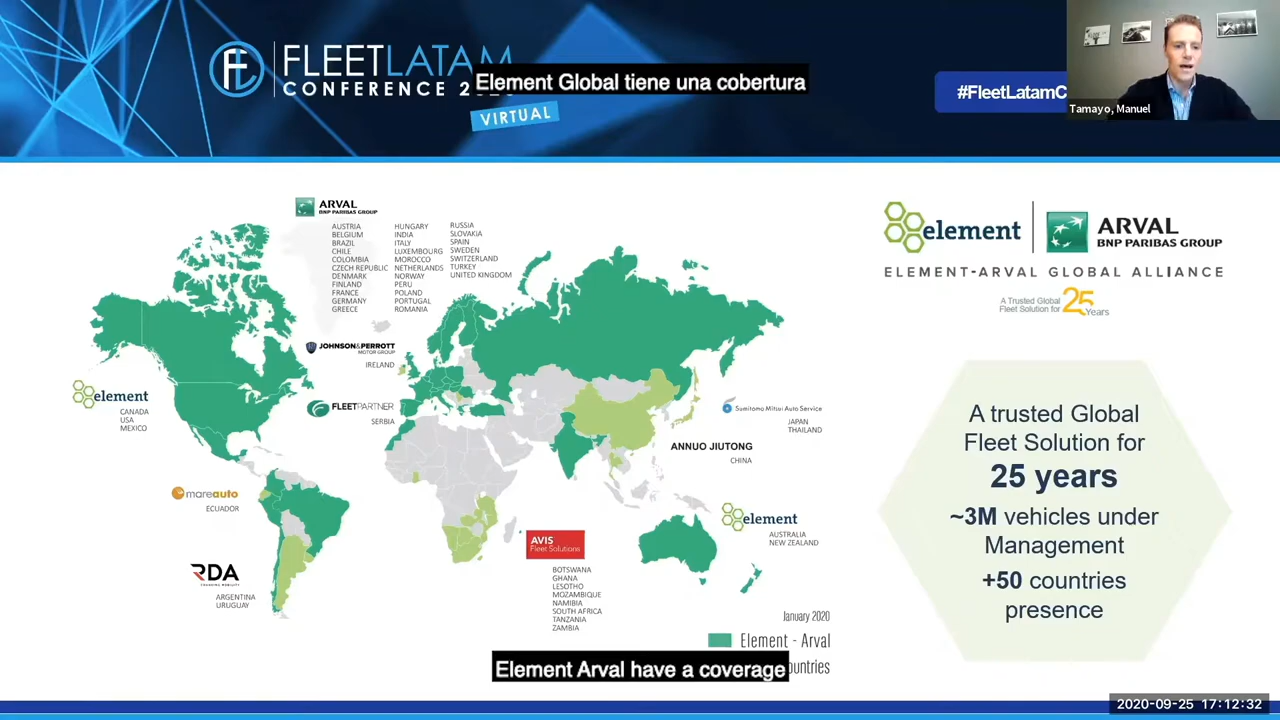 FLEETLATAM
CONFERENCE 2
VIRTUAL
Element Global tiene una cobertura
#FleetLatamC
Tamayo, Manuel
ARVAL
BNP PARIBAS GROUP
AUSTRIA
BELGIUM
BRAZIL
CHILE
COLOMBIA
CZECH REPUBLIC
DENMARK
FINLAND
FRANCE
GERMANY
GREECE
HUNGARY
INDIA
ITALY
LUXEMBOURG
MOROCCO
NETHERLANDS
NORWAY
PERU
POLAND
PORTUGAL
ROMANIA
RUSSIA
SLOVAKIA
SPAIN
SWEDEN
SWITZERLAND
TURKEY
UNITED KINGDOM
JOHNSON&PERROTT
MOTOR GROUP
IRELAND
element
CANADA
USA
MEXICO
FLEETPARTNER
SERBIA
Sumitomo Mitsui Auto Service
JAPAN
THAILAND
ANNUO JIUTONG
CHINA
mareauto
ECUADOR
element
AUSTRALIA
NEW ZEALAND
AVIS
Fleet Solutions
BOTSWANA
GHANA
LESOTHO
MOZAMBIQUE
NAMIBIA
SOUTH AFRICA
TANZANIA
ZAMBIA
RDA
ARGENTINA
URUGUAY
January 2020
Element - Arval
ountries
Element Arval have a coverage
element
ARVAL
BNP PARIBAS GROUP
ELEMENT-ARVAL GLOBAL ALLIANCE
A Trusted Global
Fleet Solution for 25 Years
A trusted Global
Fleet Solution for
25 years
~3M vehicles under
Management
+50 countries
presence
2020-09-25 17:12:32